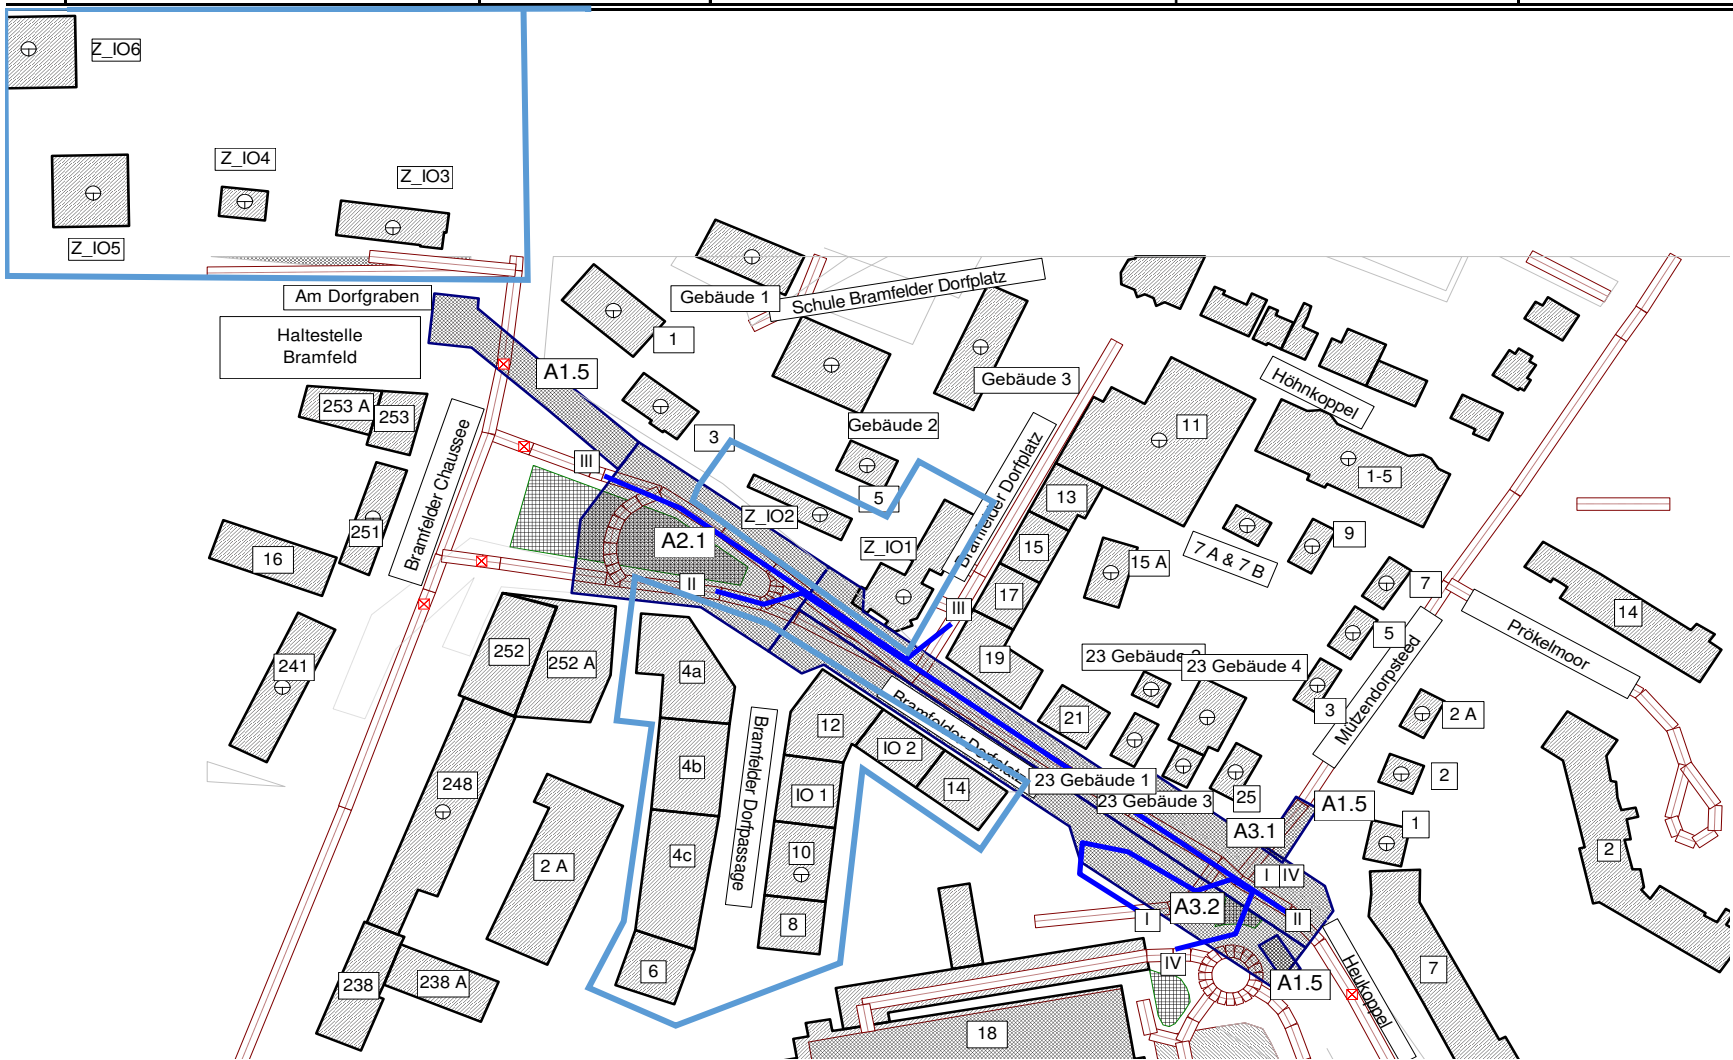 Z_IO6
Z_IO4
Z_IO3
Z_IO5
Am Dorfgraben
Haltestelle
Bramfeld
Gebäude 1
Schule Bramfelder Dorfplatz
1
A1.5
Gebäude 3
Höhnkoppel
253 A
253
3
Gebäude 2
11
Bramfelder Chaussee
III
1-5
5
Bramfelder Dorfplatz
13
Z_IO2
251
A2.1
9
Z_IO1
15
16
15 A
7 A & 7 B
II
7
17
III
14
5
Prökelmoor
252
252 A
241
4a
19
23 Gebäude 4
Mützendorpsteed
3
2 A
Bramfelder Dorfplatz
12
21
IO 2
Bramfelder Dorfpassage
4b
248
23 Gebäude 1
2
IO 1
14
23 Gebäude 3
25
A1.5
1
A3.1
4c
10
2 A
2
I
IV
A3.2
8
I
II
6
IV
7
238
238 A
A1.5
Heukoppel
18